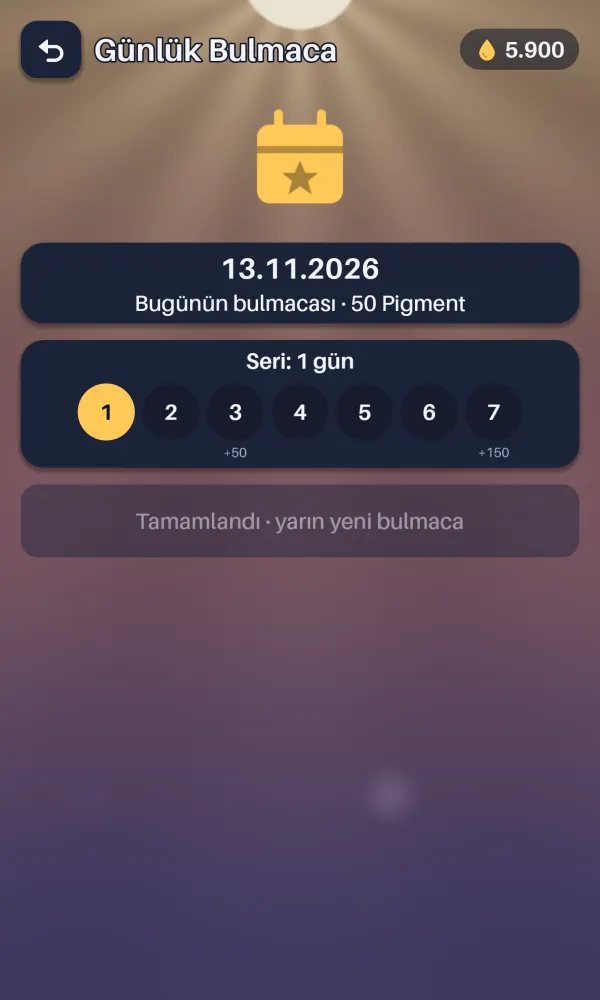 Günlük Bulmaca
5.900
13.11.2026
Bugünün bulmacası · 50 Pigment
Seri: 1 gün
1 2 3 4 5 6 7
+50 +150
Tamamlandı · yarın yeni bulmaca